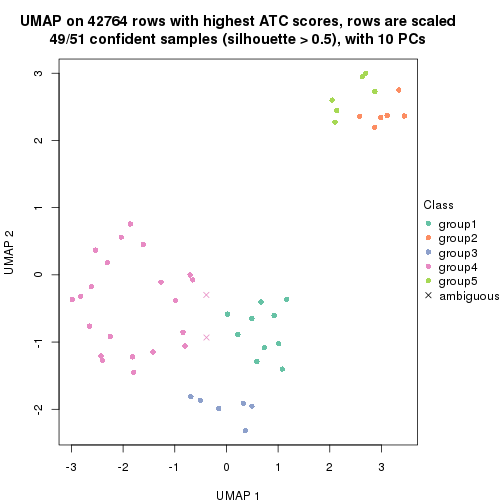 UMAP on 42764 rows with highest ATC scores, rows are scaled
49/51 confident samples (silhouette > 0.5), with 10 PCs
UMAP 2
3
2
1
0
-1
-2
-3
-2
-1
0
1
2
3
UMAP 1
Class
group1
group2
group3
group4
group5
ambiguous